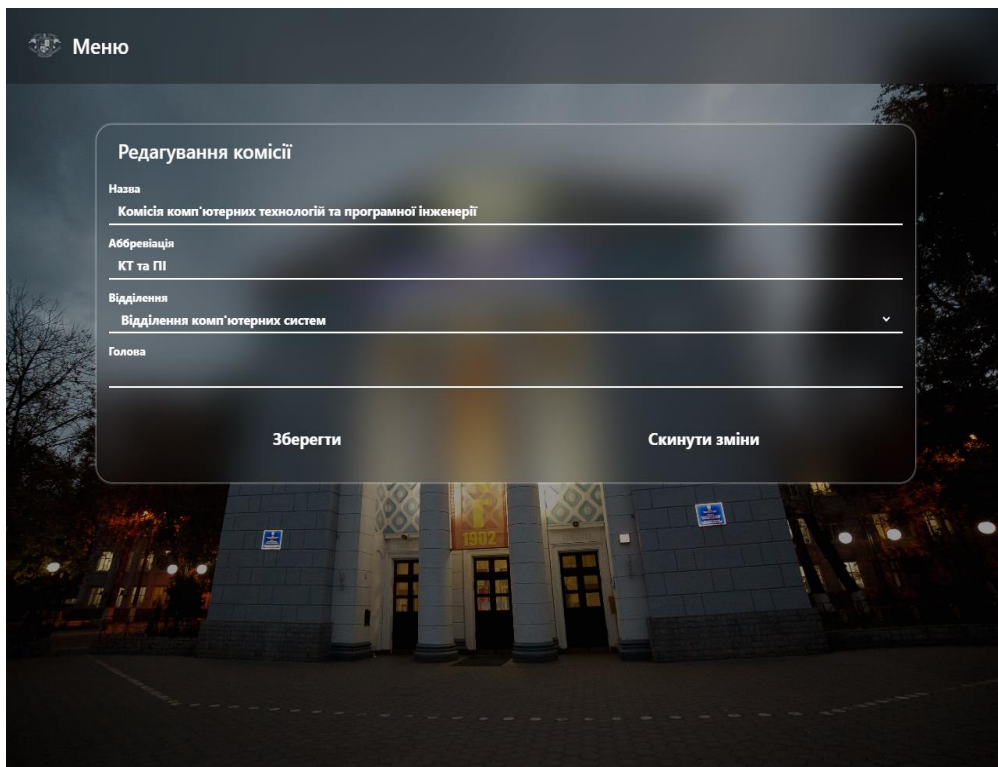 Меню
Редагування комісії
Назва
Комісія комп'ютерних технологій та програмної інженерії
Аббревіація
КТ та ПІ
Відділення
Відділення комп'ютерних систем
Голова
Зберегти
Скинути зміни
1902